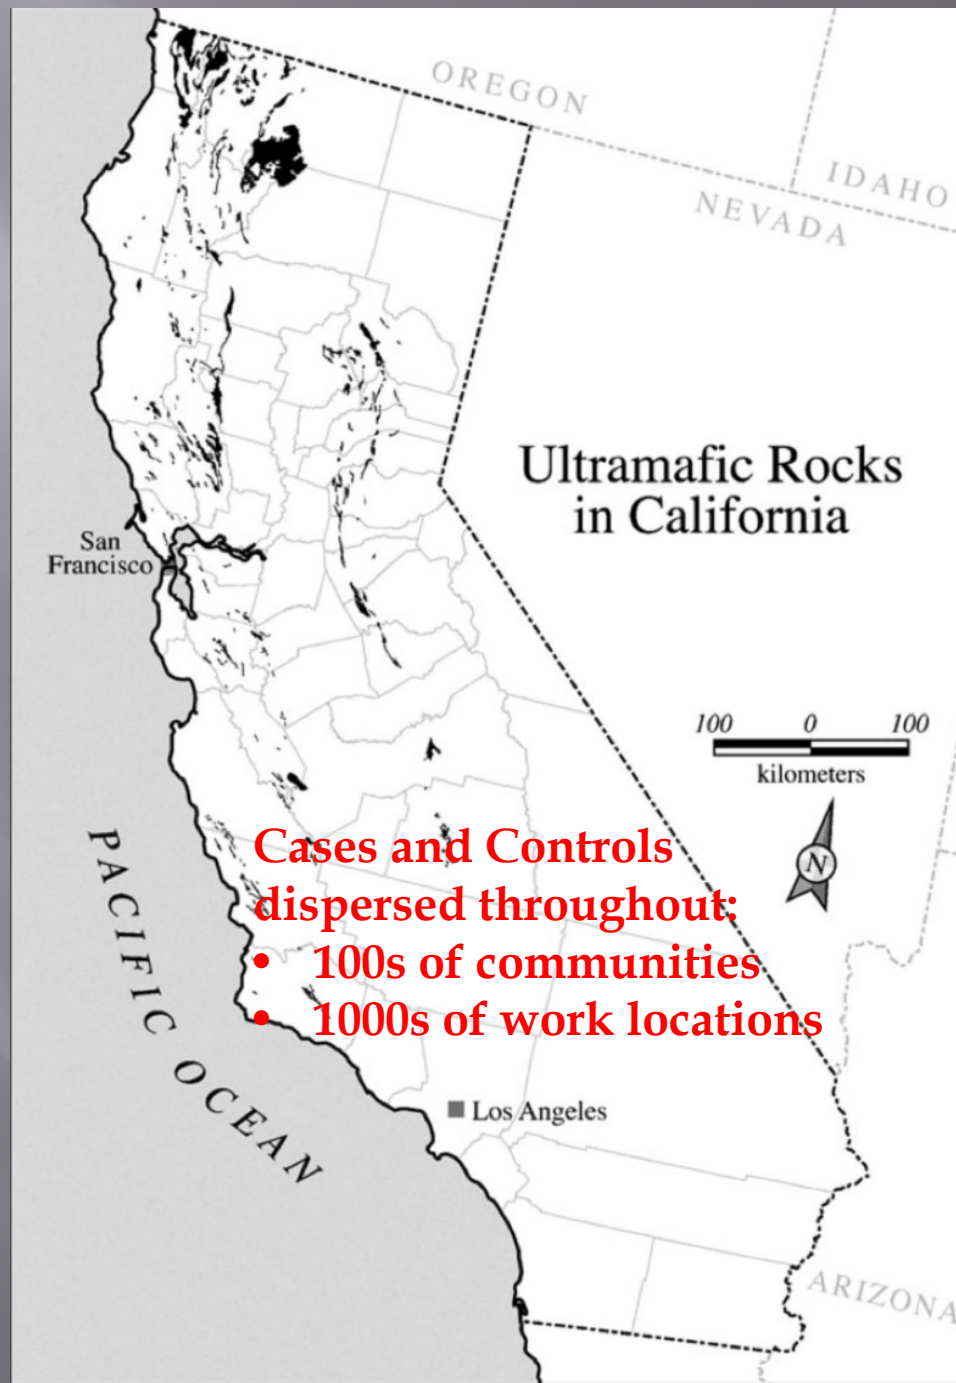 OREGON
IDAHO
NEVADA
Ultramafic Rocks
in California
San
Francisco
100 0 100
kilometers
N
Cases and Controls
dispersed throughout:
• 100s of communities
• 1000s of work locations
PACIFIC OCEAN
Los Angeles
ARIZONA